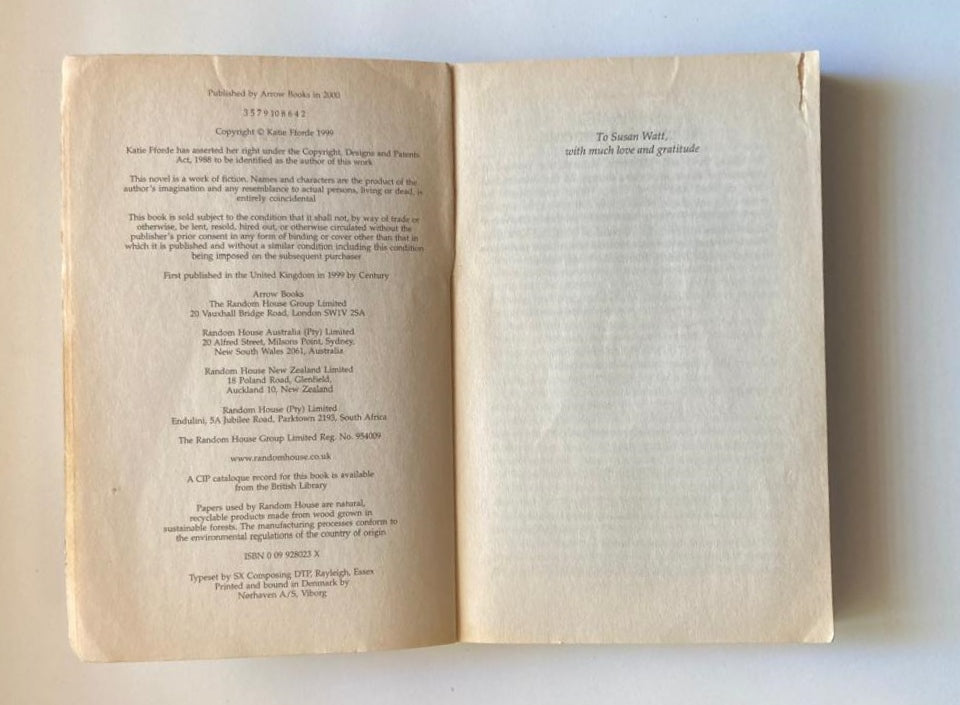 Published by Arrow Books in 2000
3 5 7 9 10 8 6 4 2
Copyright © Katie Fforde 1999
Katie Fforde has asserted her right under the Copyright, Designs and Patents
Act, 1988 to be identified as the author of this work
This novel is a work of fiction. Names and characters are the product of the
author's imagination and any resemblance to actual persons, living or dead, is
entirely coincidental
This book is sold subject to the condition that it shall not, by way of trade or
otherwise, be lent, resold, hired out, or otherwise circulated without the
publisher's prior consent in any form of binding or cover other than that in
which it is published and without a similar condition including this condition
being imposed on the subsequent purchaser
First published in the United Kingdom in 1999 by Century
Arrow Books
The Random House Group Limited
20 Vauxhall Bridge Road, London SW1V 2SA
Random House Australia (Pty) Limited
20 Alfred Street, Milsons Point, Sydney,
New South Wales 2061, Australia
Random House New Zealand Limited
18 Poland Road, Glenfield,
Auckland 10, New Zealand
Random House (Pty) Limited
Endulini, 5A Jubilee Road, Parktown 2193, South Africa
The Random House Group Limited Reg. No. 954009
www.randomhouse.co.uk
A CIP catalogue record for this book is available
from the British Library
Papers used by Random House are natural,
recyclable products made from wood grown in
sustainable forests. The manufacturing processes conform to
the environmental regulations of the country of origin
ISBN 0 09 928023 X
Typeset by SX Composing DTP, Rayleigh, Essex
Printed and bound in Denmark by
Nørhaven A/S, Viborg
To Susan Watt,
with much love and gratitude